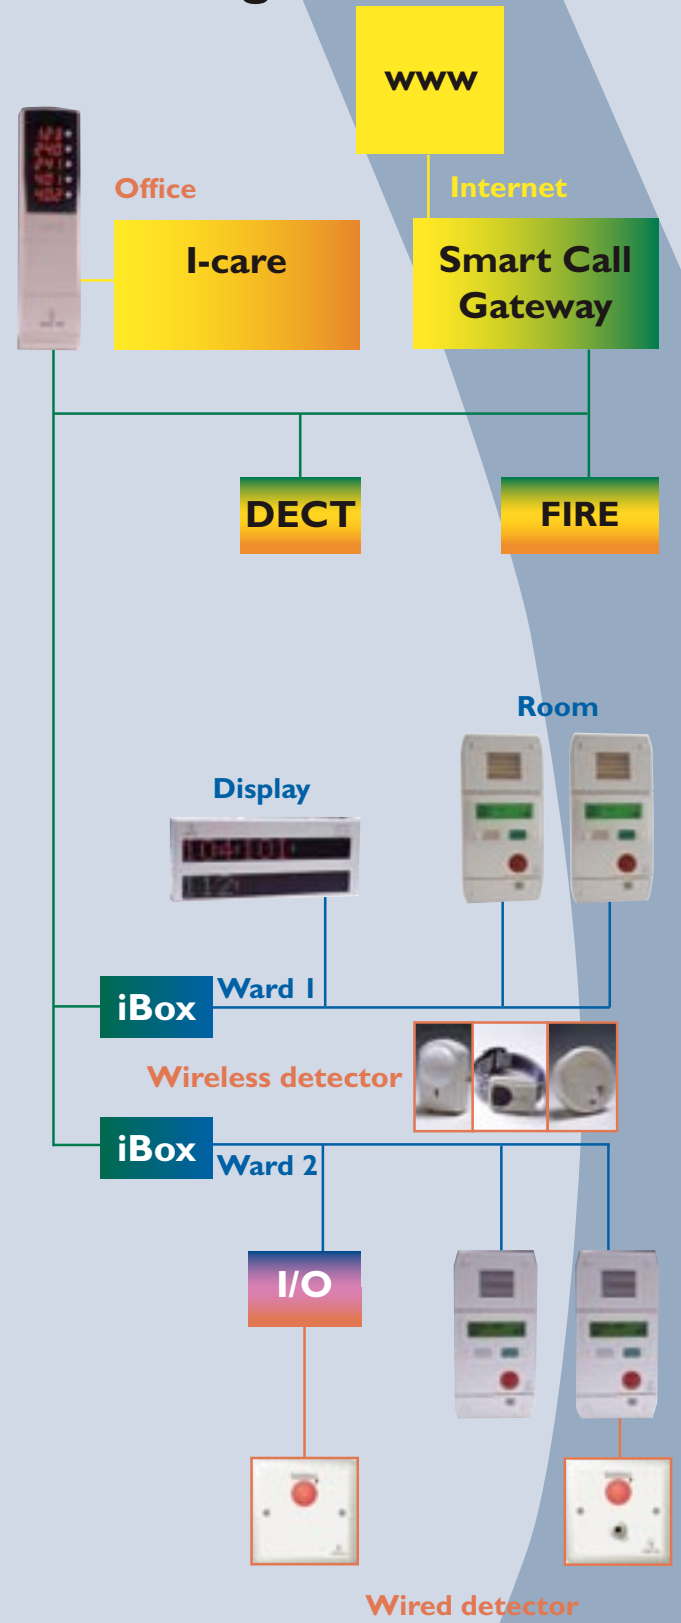 www
Office
Internet
I-care
Smart Call
Gateway
DECT
FIRE
Room
Display
iBox
Ward 1
Wireless detector
iBox
Ward 2
I/O
Wired detector